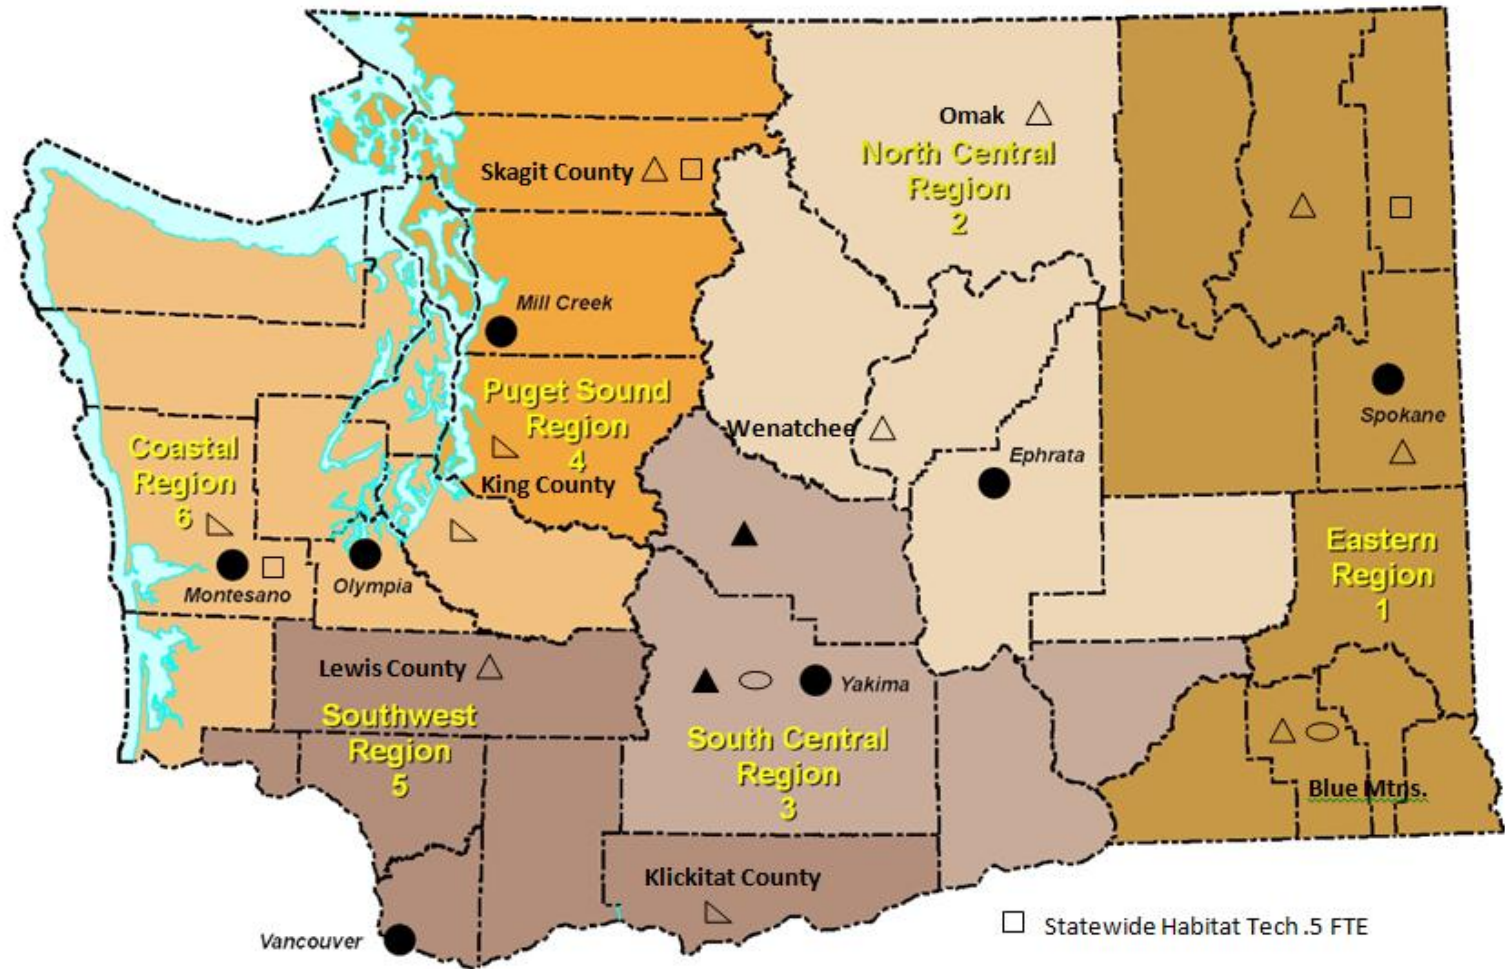 Omak
North Central
Region
2
Skagit County
Mill Creek
Puget Sound
Region
4
King County
Wenatchee
Ephrata
Spokane
Coastal
Region
6
Montesano
Olympia
Eastern
Region
1
Lewis County
Southwest
Region
5
Yakima
South Central
Region
3
Blue Mtns.
Klickitat County
Vancouver
Statewide Habitat Tech .5 FTE